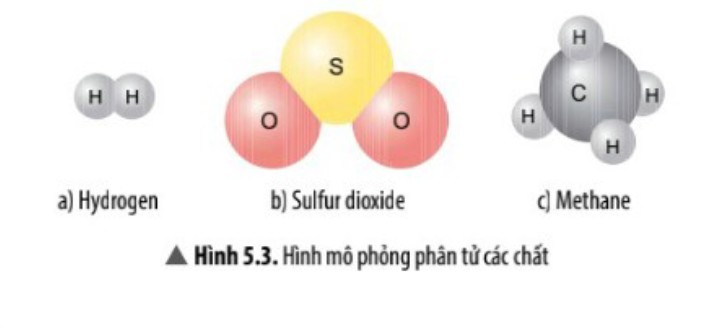 H H
S
O O
H
C
H
H
H
a) Hydrogen
b) Sulfur dioxide
c) Methane
▲ Hình 5.3. Hình mô phỏng phân tử các chất